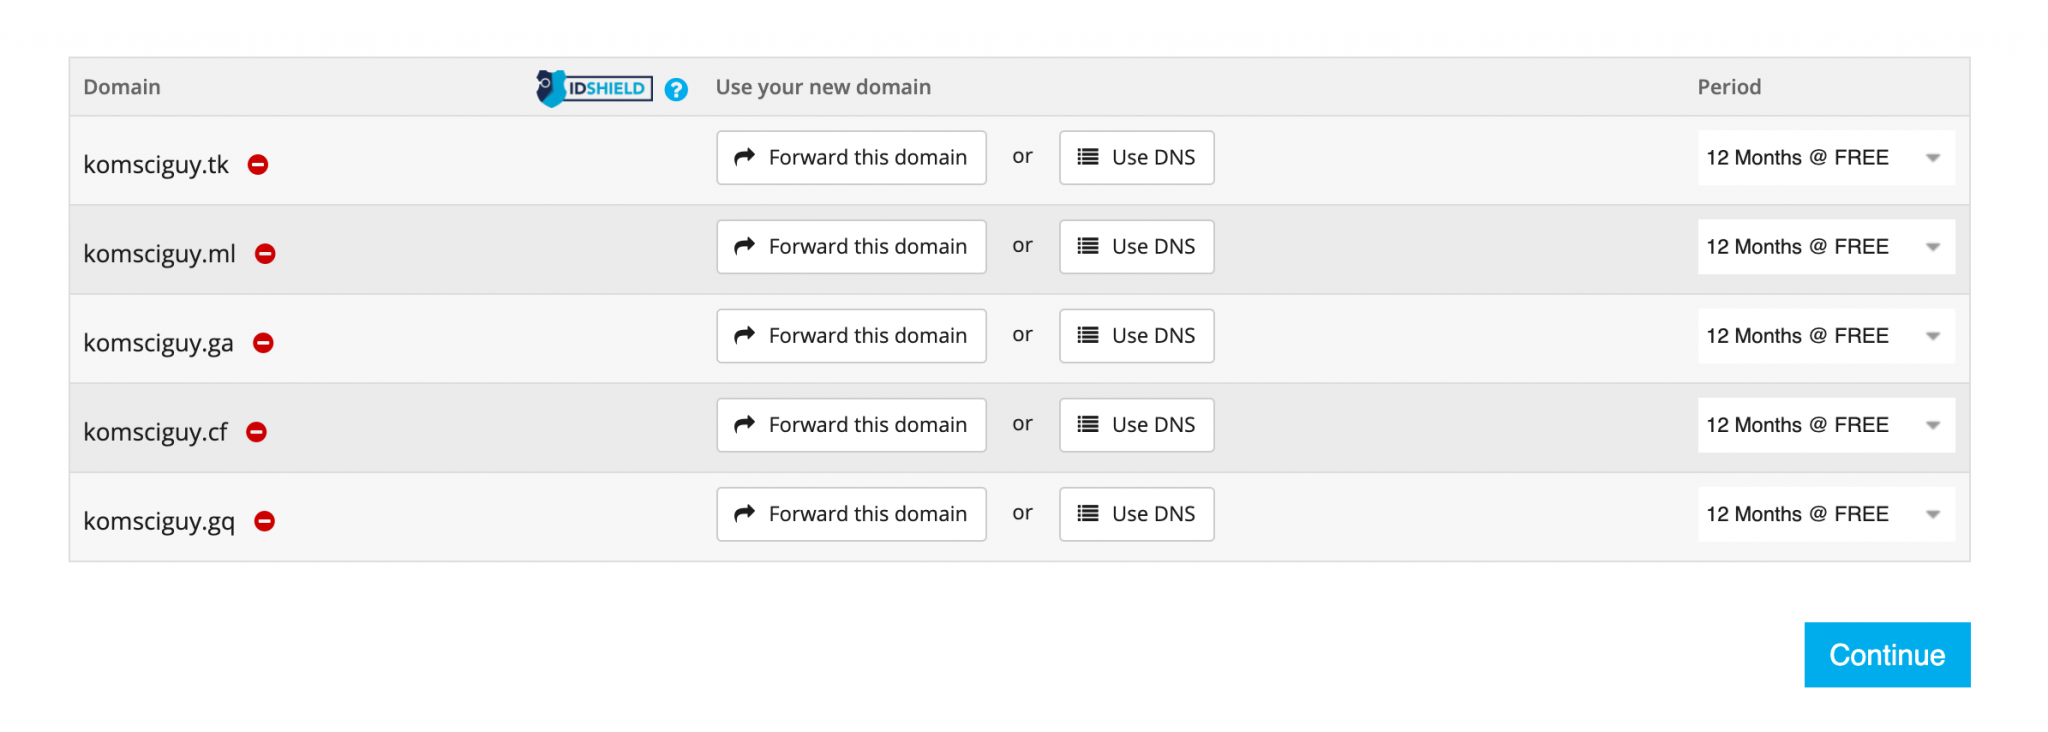 Domain IDSHIELD ? Use your new domain Period
komsciguy.tk Forward this domain or Use DNS 12 Months @ FREE
komsciguy.ml Forward this domain or Use DNS 12 Months @ FREE
komsciguy.ga Forward this domain or Use DNS 12 Months @ FREE
komsciguy.cf Forward this domain or Use DNS 12 Months @ FREE
komsciguy.gq Forward this domain or Use DNS 12 Months @ FREE
Continue